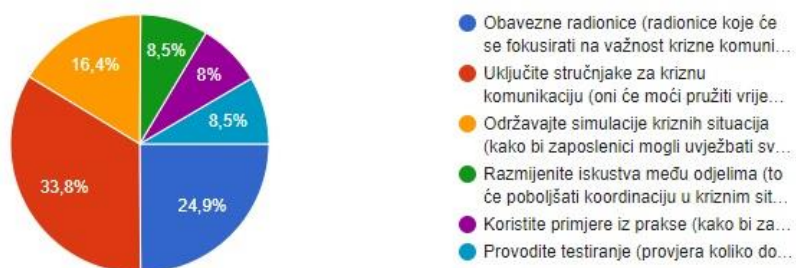 8,5%
16,4%
8%
8,5%
33,8%
24,9%
Obavezne radionice (radionice koje će
se fokusirati na važnost krizne komuni...
Uključite stručnjake za kriznu
komunikaciju (oni će moći pružiti vrije...
Održavajte simulacije kriznih situacija
(kako bi zaposlenici mogli uvježbati sv...
Razmijenite iskustva među odjelima (to
će poboljšati koordinaciju u kriznim sit...
Koristite primjere iz prakse (kako bi za...
Provodite testiranje (provjera koliko do...